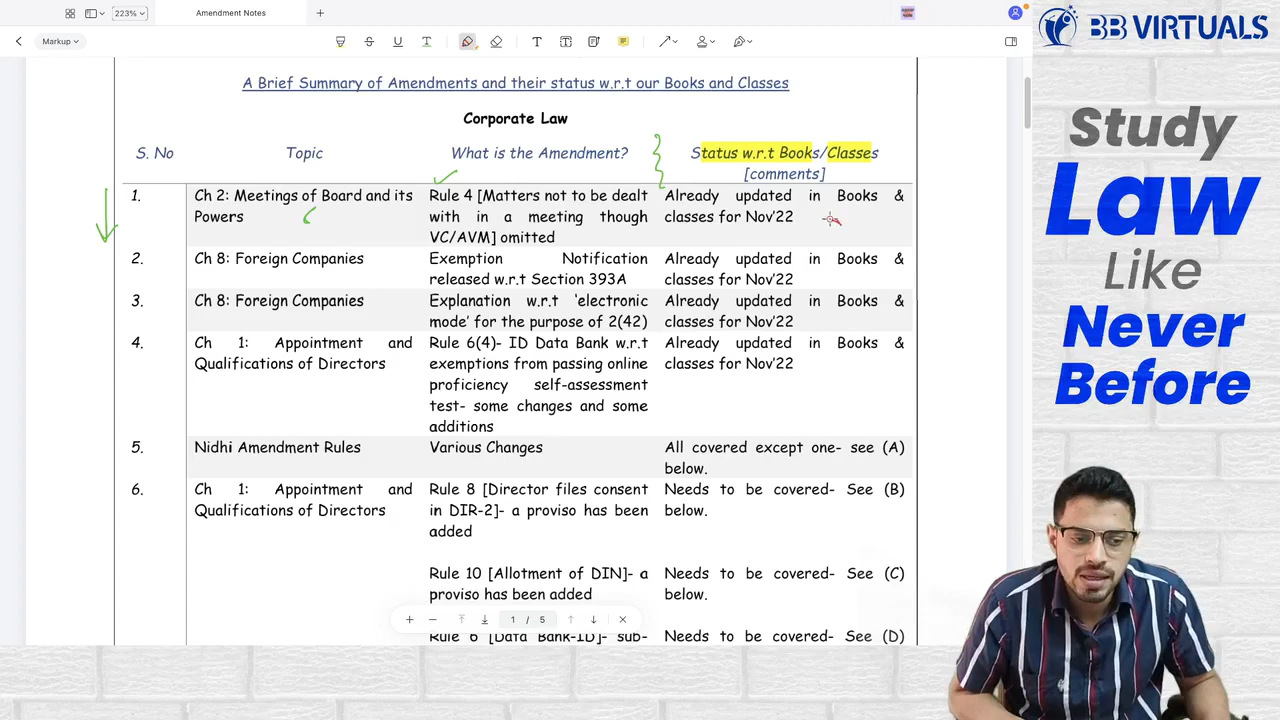 223%
Amendment Notes
Markup
BB VIRTUALS
Study
Law
Like
Never
Before
A Brief Summary of Amendments and their status w.r.t our Books and Classes
Corporate Law
S. No Topic What is the Amendment? Status w.r.t Books/Classes
[comments]
1. Ch 2: Meetings of Board and its Rule 4 [Matters not to be dealt Already updated in Books &
Powers with in a meeting though classes for Nov'22
VC/AVM] omitted
2. Ch 8: Foreign Companies Exemption Notification Already updated in Books &
released w.r.t Section 393A classes for Nov'22
3. Ch 8: Foreign Companies Explanation w.r.t 'electronic Already updated in Books &
mode' for the purpose of 2(42) classes for Nov'22
4. Ch 1: Appointment and Rule 6(4)- ID Data Bank w.r.t Already updated in Books &
Qualifications of Directors exemptions from passing online classes for Nov'22
proficiency self-assessment
test- some changes and some
additions
5. Nidhi Amendment Rules Various Changes All covered except one- see (A)
below.
6. Ch 1: Appointment and Rule 8 [Director files consent Needs to be covered- See (B)
Qualifications of Directors in DIR-2]- a proviso has been below.
added
Rule 10 [Allotment of DIN]- a Needs to be covered- See (C)
proviso has been added below.
Rule 6 [Data Bank-ID]- sub- Needs to be covered- See (D)
1 / 5